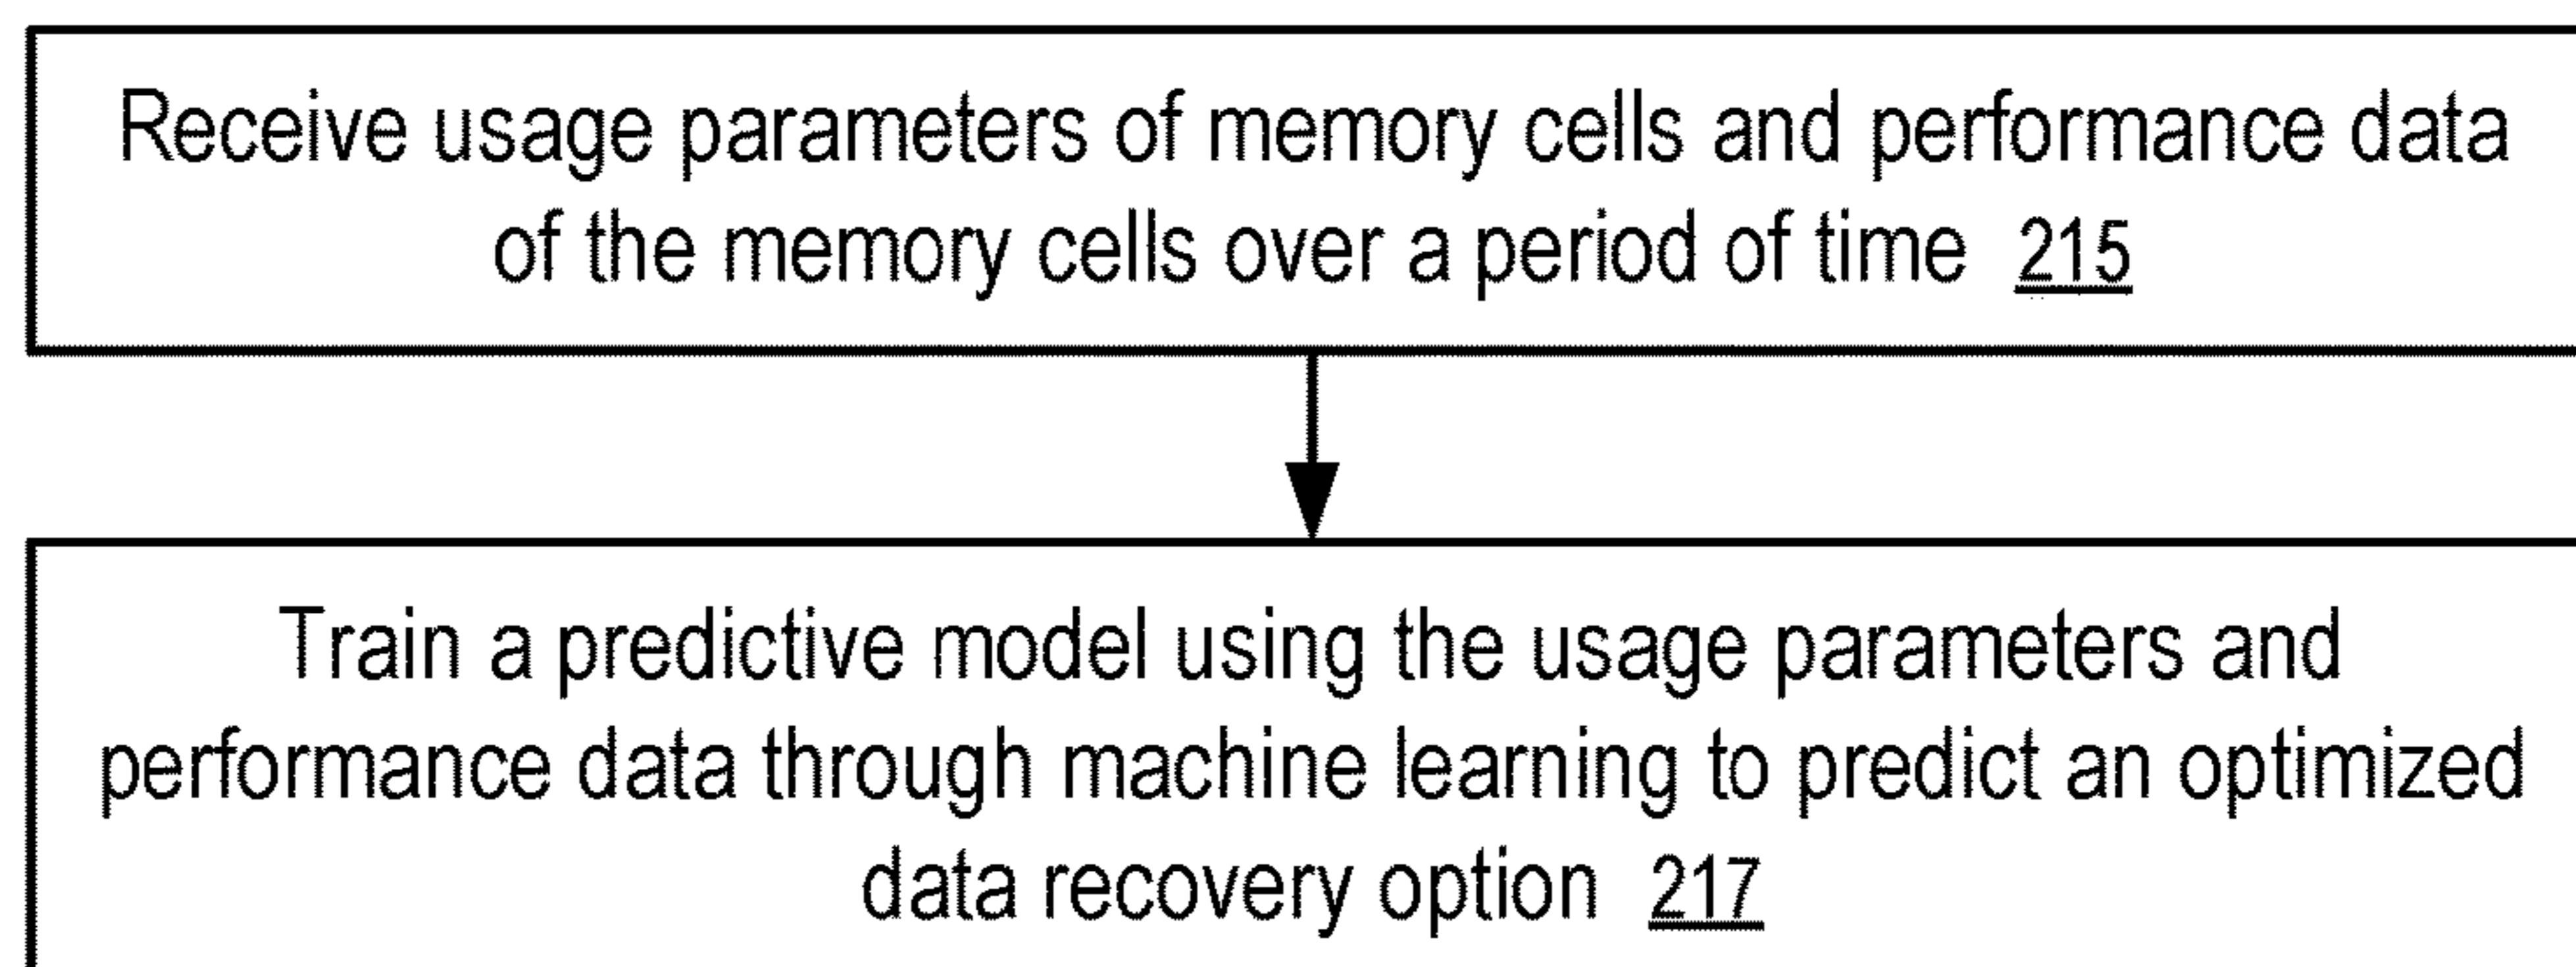 Receive usage parameters of memory cells and performance data
of the memory cells over a period of time 215
Train a predictive model using the usage parameters and
performance data through machine learning to predict an optimized
data recovery option 217